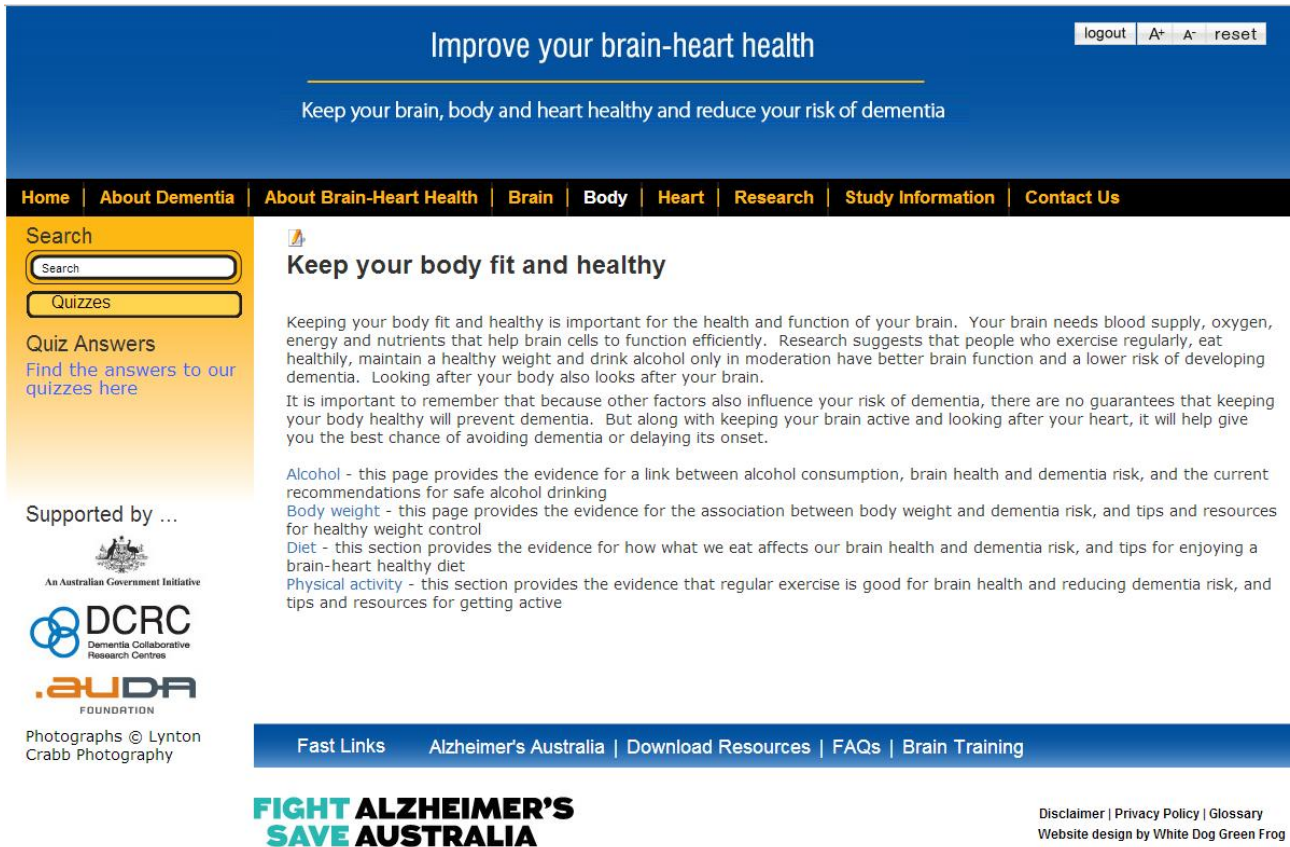 Improve your brain-heart health
logout A+ A- reset
Keep your brain, body and heart healthy and reduce your risk of dementia
Home | About Dementia | About Brain-Heart Health | Brain | Body | Heart | Research | Study Information | Contact Us
Search
Search
Quizzes
Quiz Answers
Find the answers to our
quizzes here
Supported by ...
An Australian Government Initiative
DCRC
Dementia Collaborative
Research Centres
.auDA
FOUNDATION
Photographs © Lynton
Crabb Photography
Keep your body fit and healthy
Keeping your body fit and healthy is important for the health and function of your brain. Your brain needs blood supply, oxygen,
energy and nutrients that help brain cells to function efficiently. Research suggests that people who exercise regularly, eat
healthily, maintain a healthy weight and drink alcohol only in moderation have better brain function and a lower risk of developing
dementia. Looking after your body also looks after your brain.
It is important to remember that because other factors also influence your risk of dementia, there are no guarantees that keeping
your body healthy will prevent dementia. But along with keeping your brain active and looking after your heart, it will help give
you the best chance of avoiding dementia or delaying its onset.
Alcohol - this page provides the evidence for a link between alcohol consumption, brain health and dementia risk, and the current
recommendations for safe alcohol drinking
Body weight - this page provides the evidence for the association between body weight and dementia risk, and tips and resources
for healthy weight control
Diet - this section provides the evidence for how what we eat affects our brain health and dementia risk, and tips for enjoying a
brain-heart healthy diet
Physical activity - this section provides the evidence that regular exercise is good for brain health and reducing dementia risk, and
tips and resources for getting active
Fast Links Alzheimer's Australia | Download Resources | FAQs | Brain Training
FIGHT ALZHEIMER'S
SAVE AUSTRALIA
Disclaimer | Privacy Policy | Glossary
Website design by White Dog Green Frog